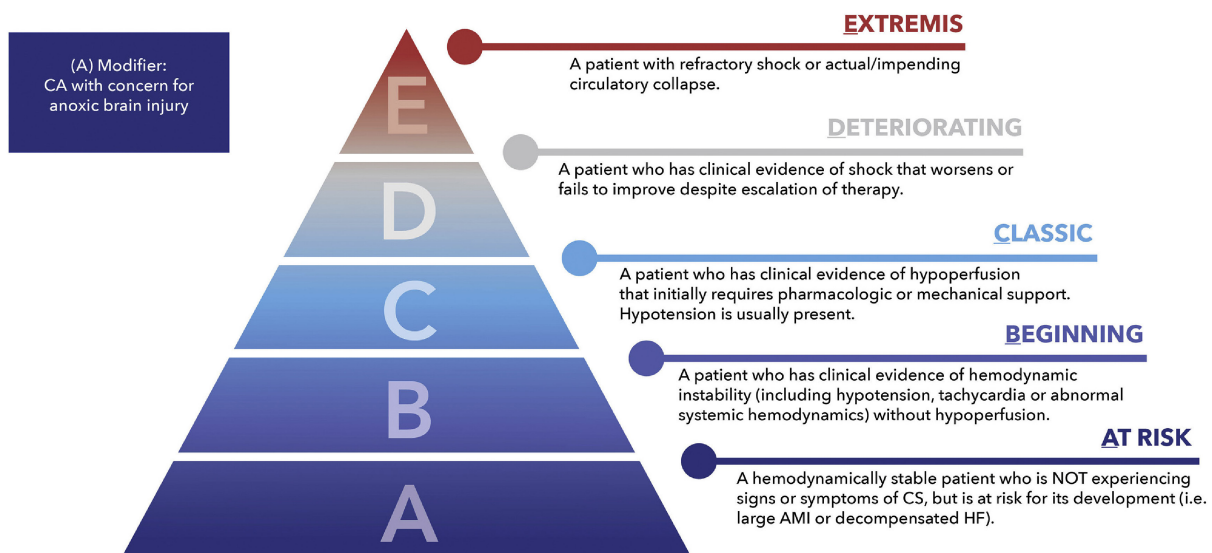 (A) Modifier:
CA with concern for
anoxic brain injury
E
EXTREMIS
A patient with refractory shock or actual/impending
circulatory collapse.
D
DETERIORATING
A patient who has clinical evidence of shock that worsens or
fails to improve despite escalation of therapy.
C
CLASSIC
A patient who has clinical evidence of hypoperfusion
that initially requires pharmacologic or mechanical support.
Hypotension is usually present.
B
BEGINNING
A patient who has clinical evidence of hemodynamic
instability (including hypotension, tachycardia or abnormal
systemic hemodynamics) without hypoperfusion.
A
AT RISK
A hemodynamically stable patient who is NOT experiencing
signs or symptoms of CS, but is at risk for its development (i.e.
large AMI or decompensated HF).